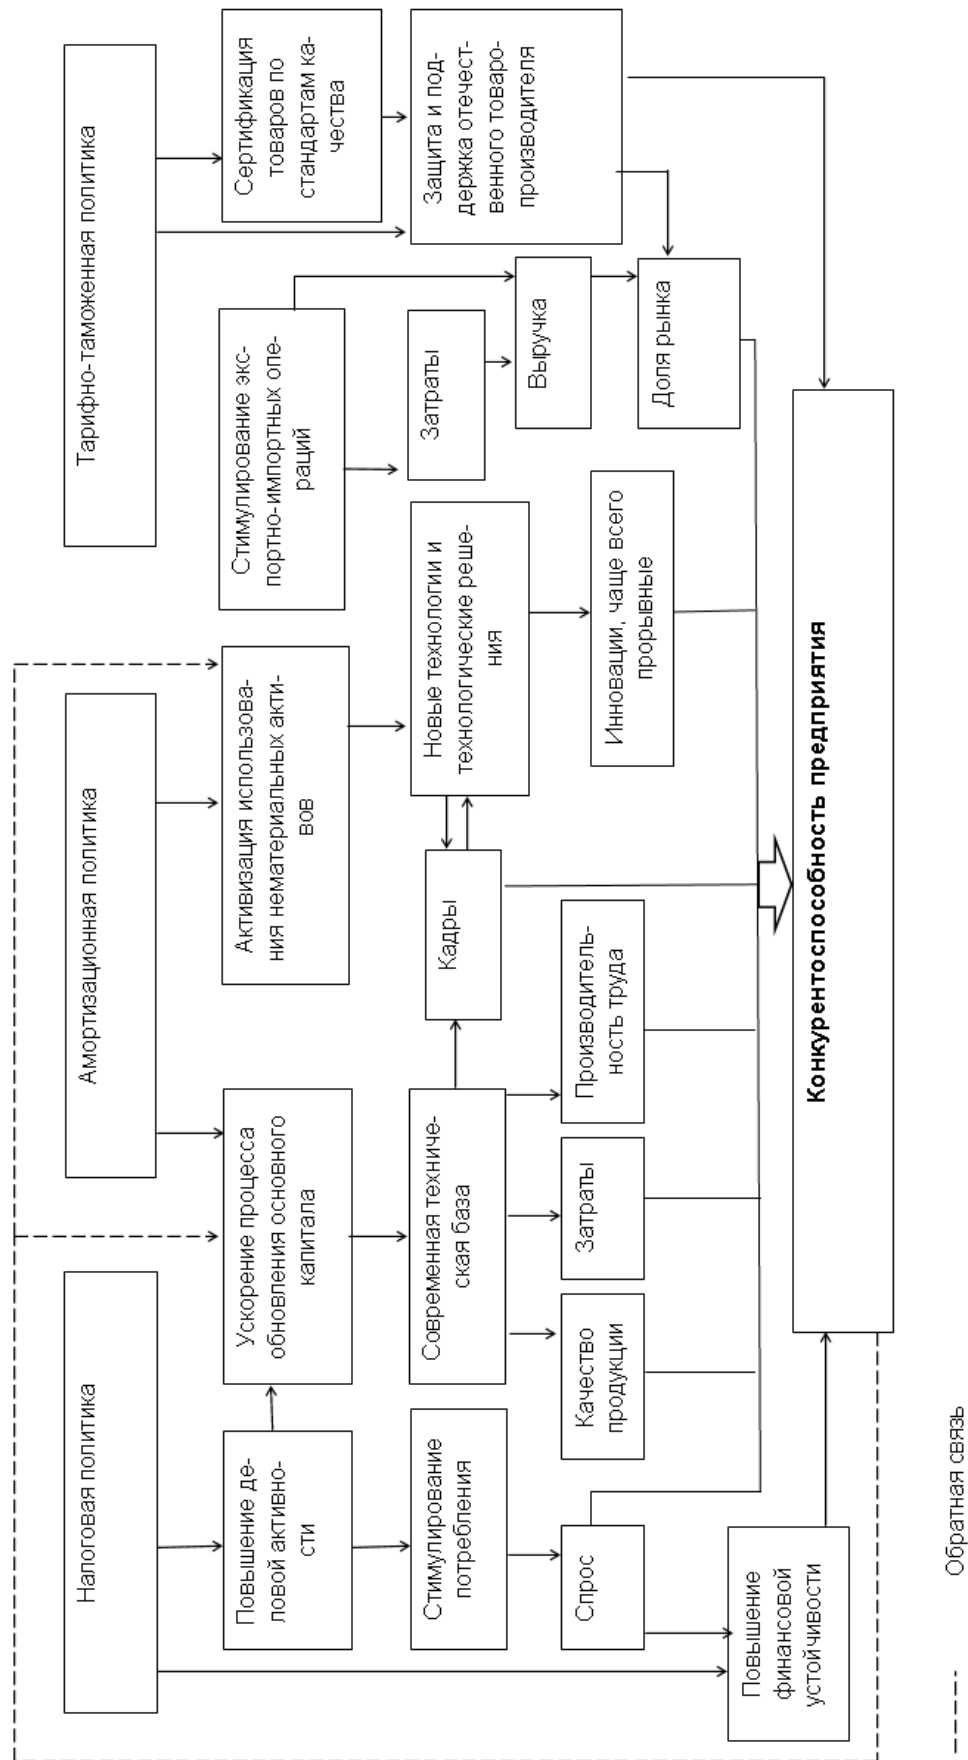 Налоговая политика
Амортизационная политика
Тарифно-таможенная политика
Повышение де-
ловой активно-
сти
Ускорение процесса
обновления основного
капитала
Активизация использова-
ния нематериальных акти-
вов
Стимулирование экс-
портно-импортных опе-
раций
Сертификация
товаров по
стандартам ка-
чества
Стимулирование
потребления
Современная техниче-
ская база
Кадры
Новые технологии и
технологические реше-
ния
Затраты
Защита и под-
держка отечест-
венного товаро-
производителя
Спрос
Качество
продукции
Затраты
Производитель-
ность труда
Инновации, чаще всего
прорывные
Выручка
Доля рынка
Повышение
финансовой
устойчивости
Конкурентоспособность предприятия
Обратная связь